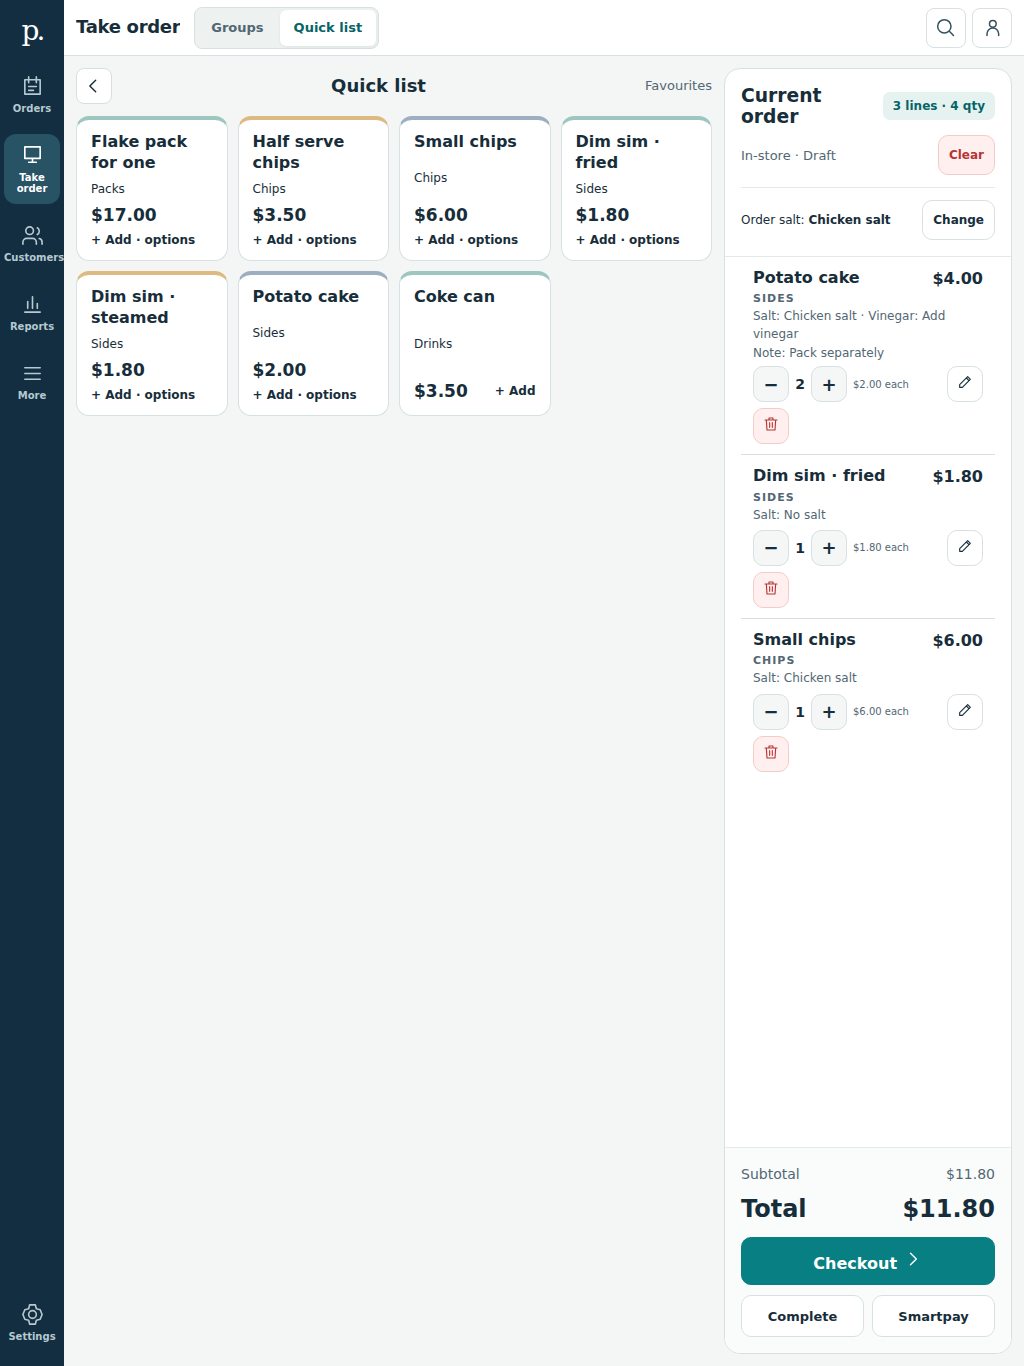 p.
Orders
Take
order
Customers
Reports
More
Settings
Take order
Groups
Quick list
Quick list
Favourites
Flake pack
for one
Packs
$17.00
+ Add · options
Half serve
chips
Chips
$3.50
+ Add · options
Small chips
Chips
$6.00
+ Add · options
Dim sim ·
fried
Sides
$1.80
+ Add · options
Dim sim ·
steamed
Sides
$1.80
+ Add · options
Potato cake
Sides
$2.00
+ Add · options
Coke can
Drinks
$3.50 + Add
Current
order
3 lines · 4 qty
In-store · Draft
Clear
Order salt: Chicken salt
Change
Potato cake $4.00
SIDES
Salt: Chicken salt · Vinegar: Add
vinegar
Note: Pack separately
− 2 + $2.00 each
Dim sim · fried $1.80
SIDES
Salt: No salt
− 1 + $1.80 each
Small chips $6.00
CHIPS
Salt: Chicken salt
− 1 + $6.00 each
Subtotal $11.80
Total $11.80
Checkout
Complete
Smartpay